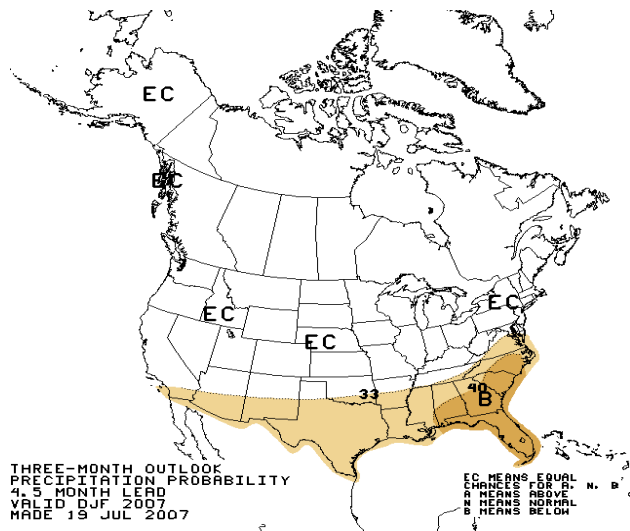 EC
EC
EC
EC
EC
33
40
B
THREE-MONTH OUTLOOK
PRECIPITATION PROBABILITY
4.5 MONTH LEAD
VALID DJF 2007
MADE 19 JUL 2007
EC MEANS EQUAL
CHANCES FOR A, N, B
A MEANS ABOVE
N MEANS NORMAL
B MEANS BELOW